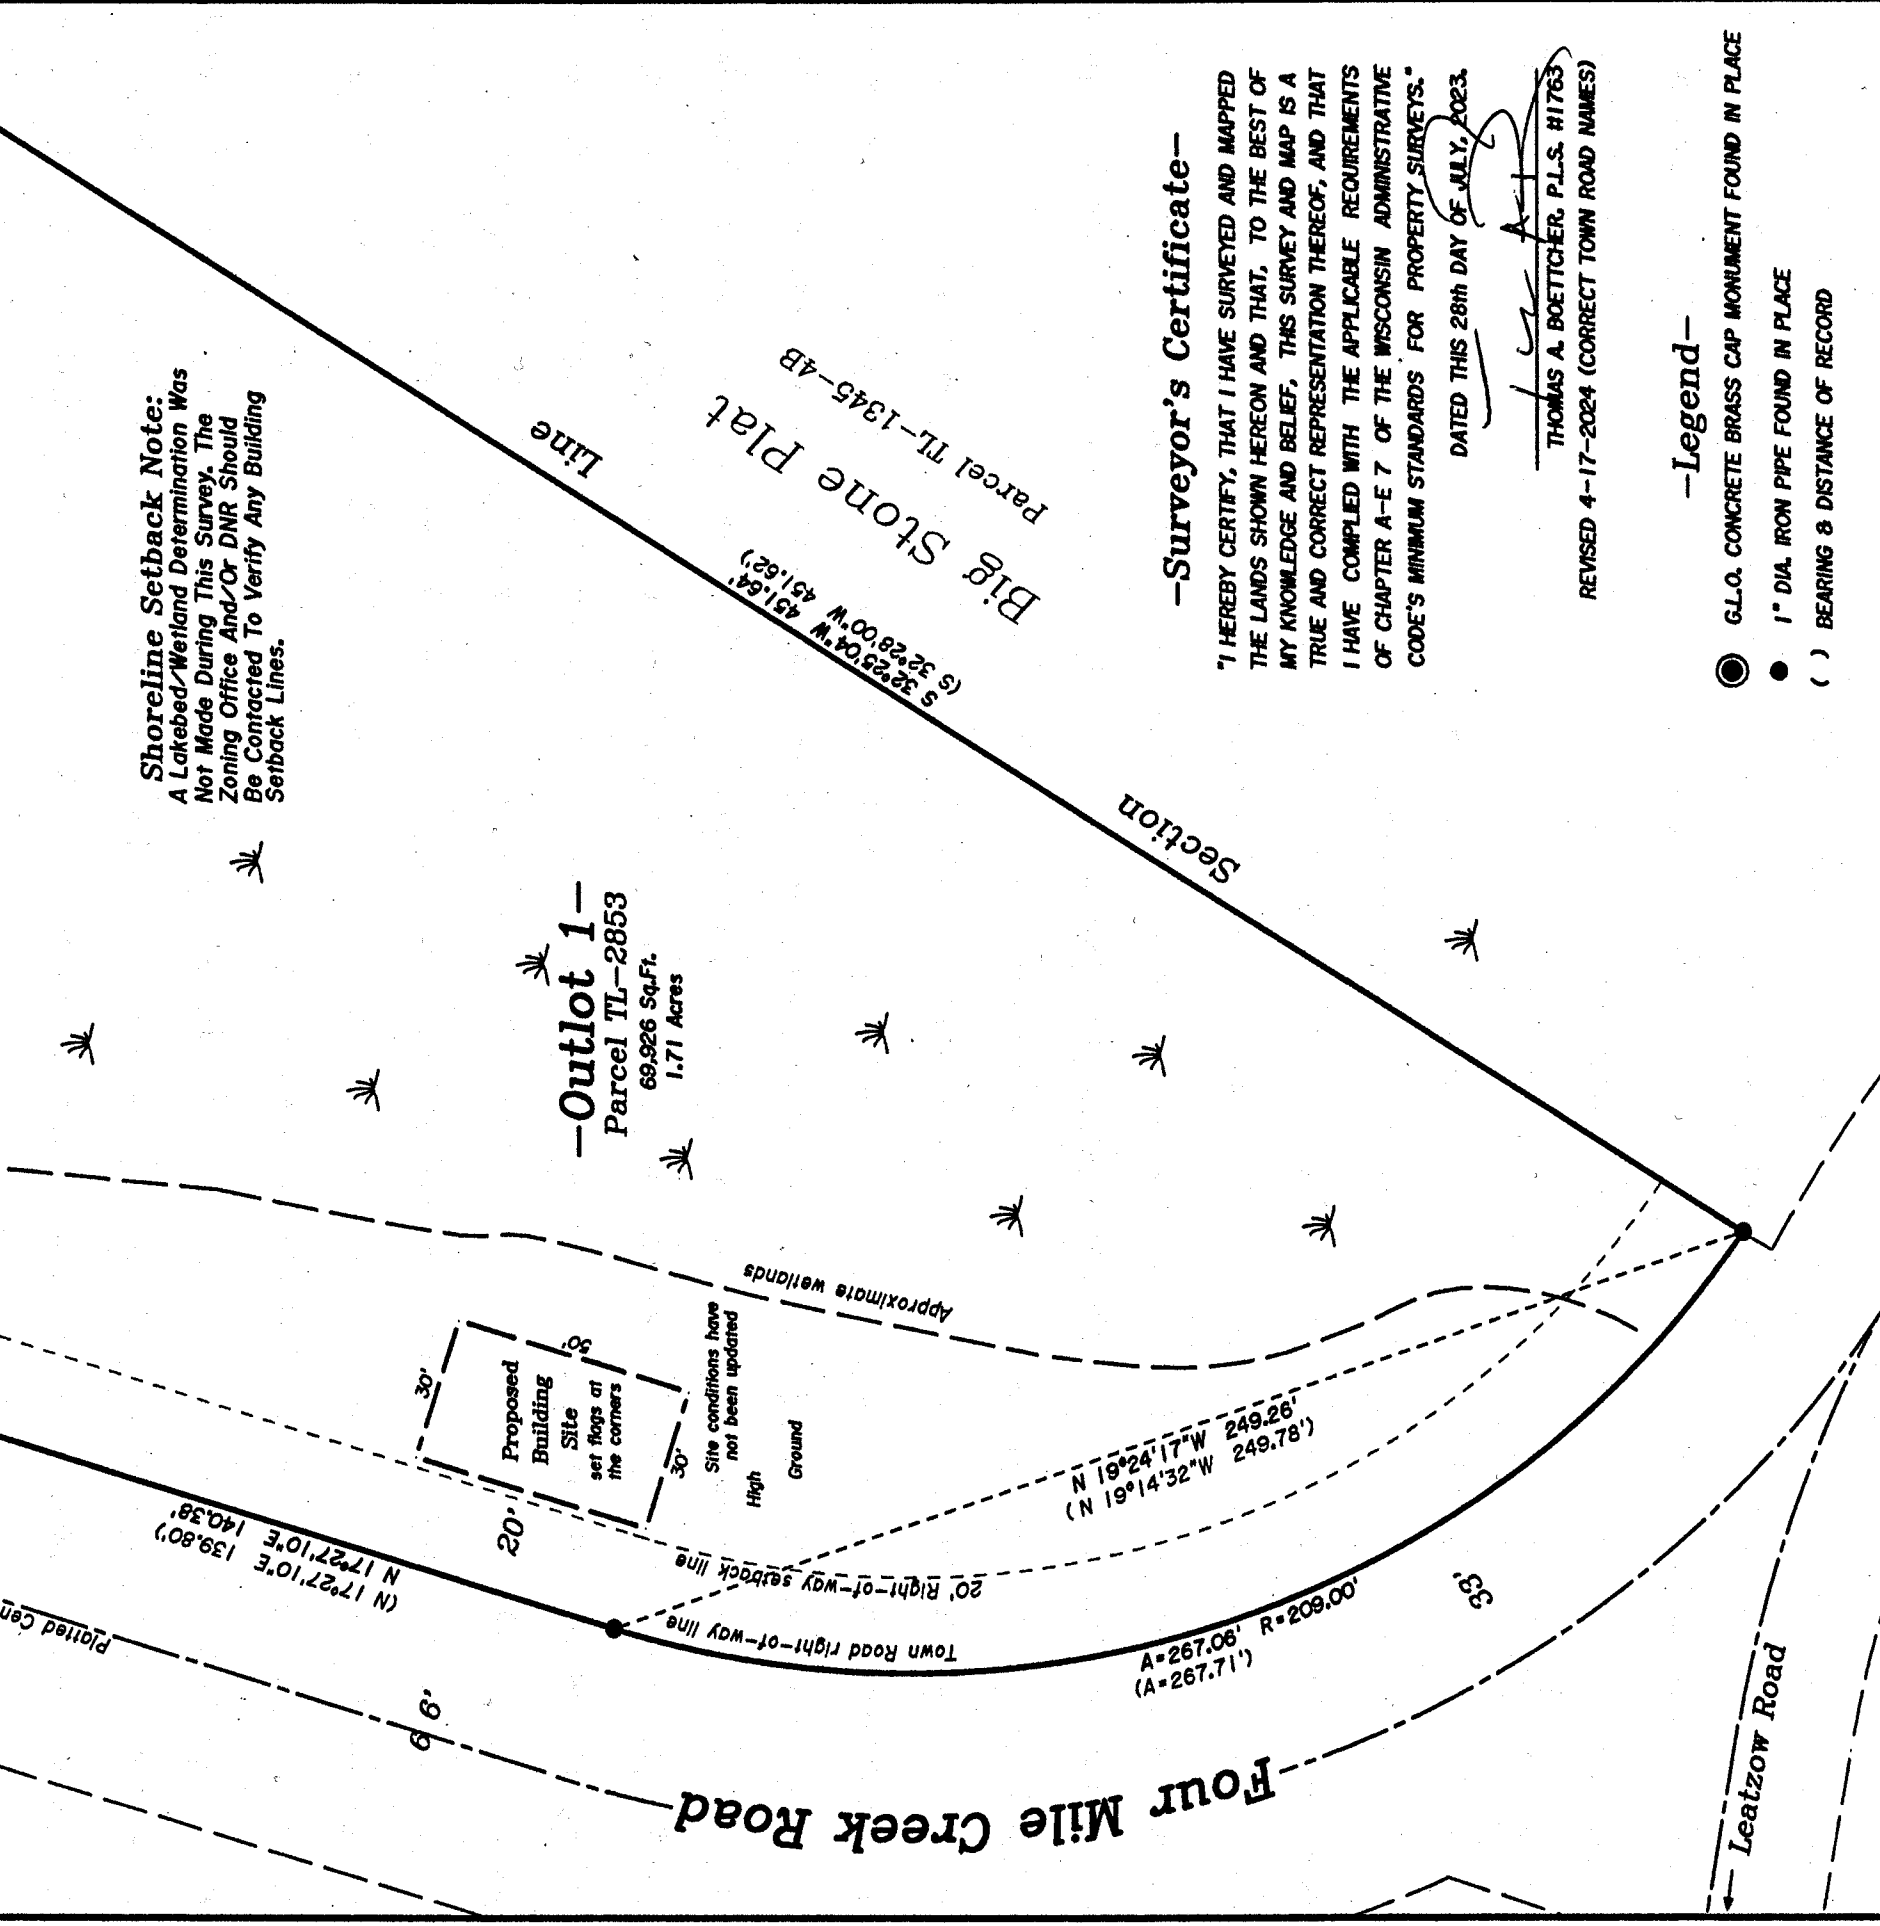 Shoreline Setback Note:
A Lakebed/Wetland Determination Was
Not Made During This Survey. The
Zoning Office And/Or DNR Should
Be Contacted To Verify Any Building
Setback Lines.
Section Line
S 32°25'04"W 451.64'
(S 32°28'00"W 451.62')
Big Stone Plat
Parcel TL-1345-4B
-Outlot 1-
Parcel TL-2853
69,926 Sq.Ft.
1.71 Acres
Approximate wetlands
30'
50'
30'
Proposed
Building
Site
set flags at
the corners
Site conditions have
not been updated
High
Ground
20'
20' Right-of-way setback line
Town Road right-of-way line
N 17°27'10"E 140.38'
(N 17°27'10"E 139.80')
N 19°24'17"W 249.26'
(N 19°14'32"W 249.78')
A=267.06' R=209.00'
(A=267.71')
33'
66'
Platted Cen
Four Mile Creek Road
Leatzow Road
-Surveyor's Certificate-
"I HEREBY CERTIFY, THAT I HAVE SURVEYED AND MAPPED
THE LANDS SHOWN HEREON AND THAT, TO THE BEST OF
MY KNOWLEDGE AND BELIEF, THIS SURVEY AND MAP IS A
TRUE AND CORRECT REPRESENTATION THEREOF, AND THAT
I HAVE COMPLIED WITH THE APPLICABLE REQUIREMENTS
OF CHAPTER A-E 7 OF THE WISCONSIN ADMINISTRATIVE
CODE'S MINIMUM STANDARDS FOR PROPERTY SURVEYS."
DATED THIS 28th DAY OF JULY, 2023.
THOMAS A. BOETTCHER, P.L.S. #1763
REVISED 4-17-2024 (CORRECT TOWN ROAD NAMES)
-Legend-
G.L.O. CONCRETE BRASS CAP MONUMENT FOUND IN PLACE
1" DIA. IRON PIPE FOUND IN PLACE
( ) BEARING & DISTANCE OF RECORD